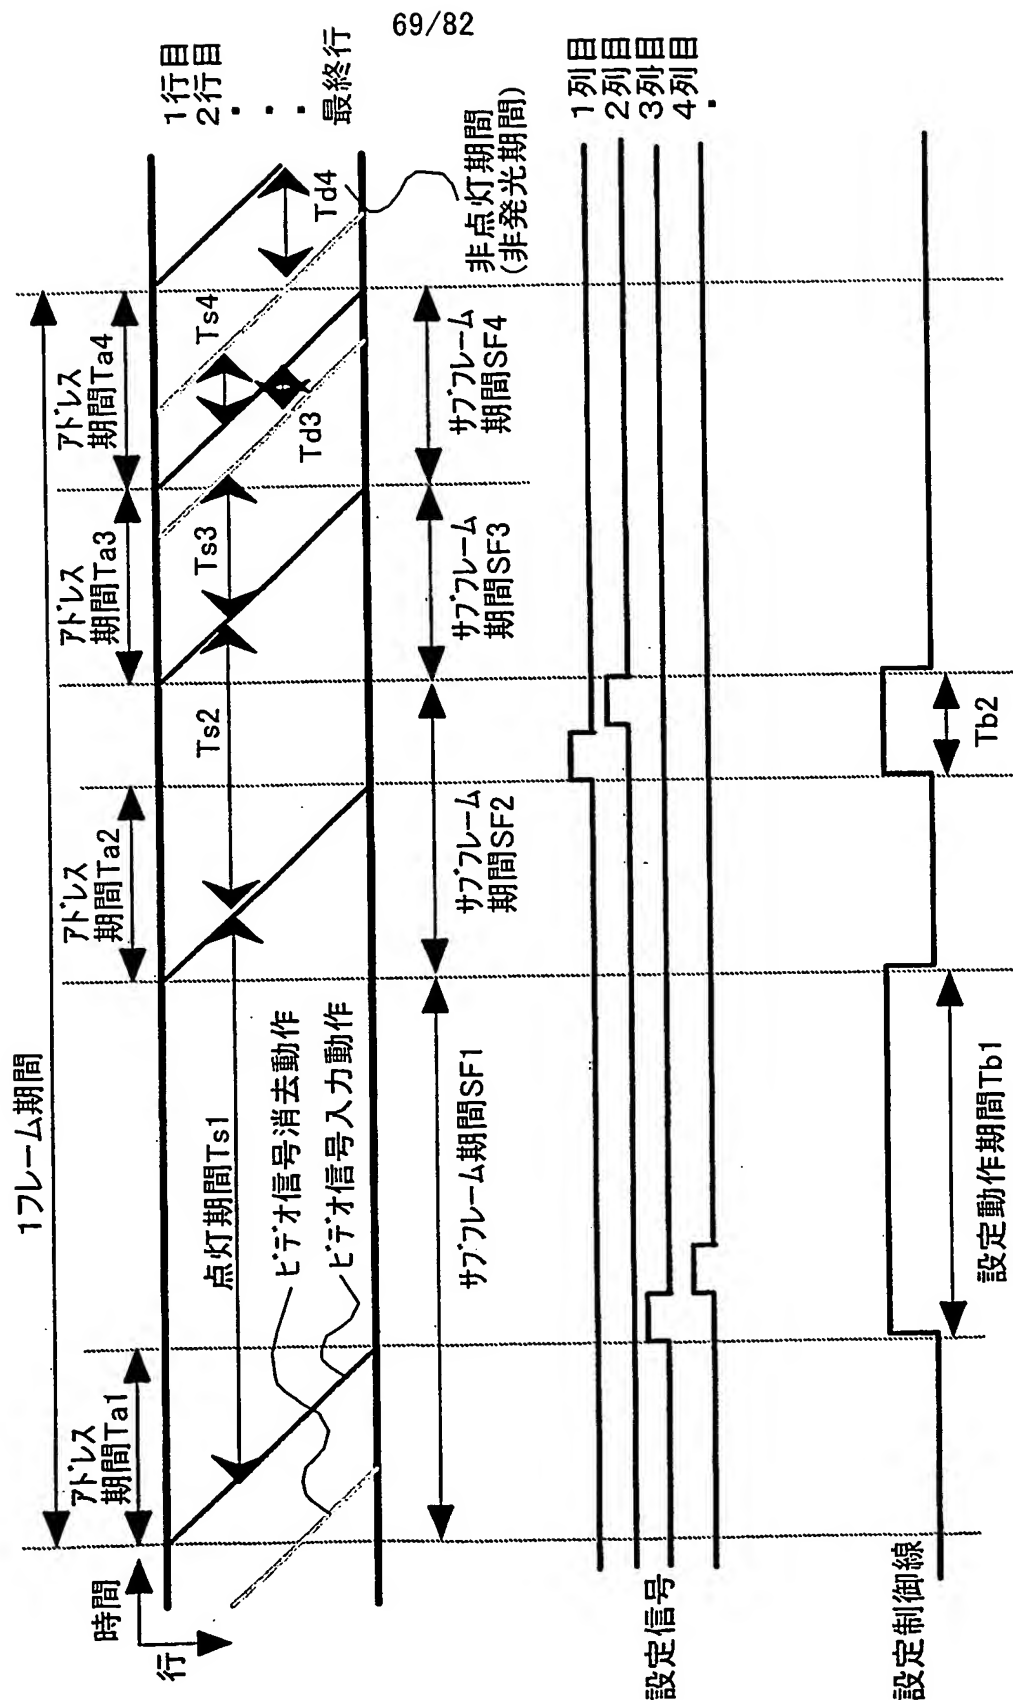 69/82
1フレーム期間
アドレス
期間Ta1
アドレス
期間Ta2
アドレス
期間Ta3
アドレス
期間Ta4
時間
行
1行目
2行目
・
・
・
最終行
点灯期間Ts1
Ts2
Ts3
Ts4
Td3
Td4
ビデオ信号消去動作
ビデオ信号入力動作
非点灯期間
(非発光期間)
サブフレーム期間SF1
サブフレーム
期間SF2
サブフレーム
期間SF3
サブフレーム
期間SF4
設定信号
1列目
2列目
3列目
4列目
・
設定制御線
設定動作期間Tb1
Tb2